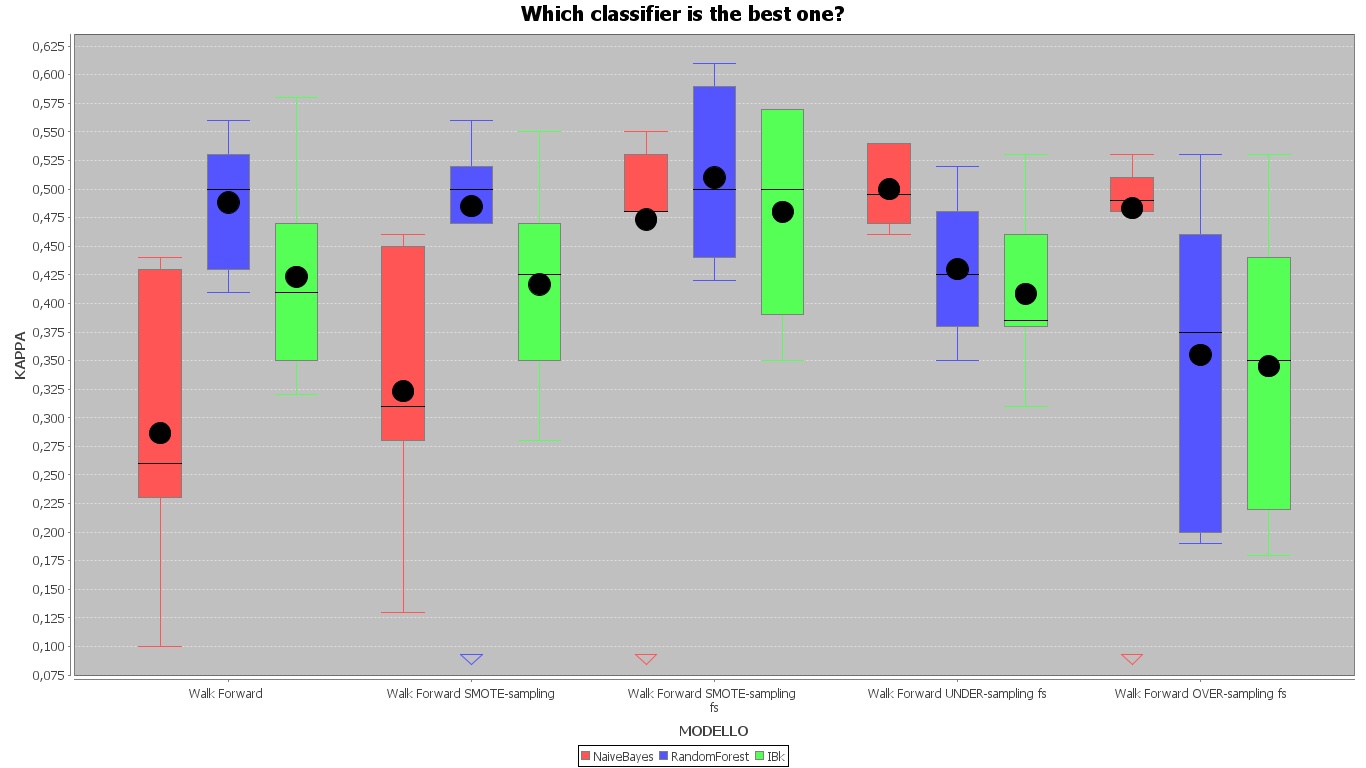 Which classifier is the best one?
0,625
0,600
0,575
0,550
0,525
0,500
0,475
0,450
0,425
0,400
0,375
0,350
0,325
0,300
0,275
0,250
0,225
0,200
0,175
0,150
0,125
0,100
0,075
KAPPA
Walk Forward
Walk Forward SMOTE-sampling
Walk Forward SMOTE-sampling
fs
Walk Forward UNDER-sampling fs
Walk Forward OVER-sampling fs
MODELLO
NaiveBayes RandomForest IBk